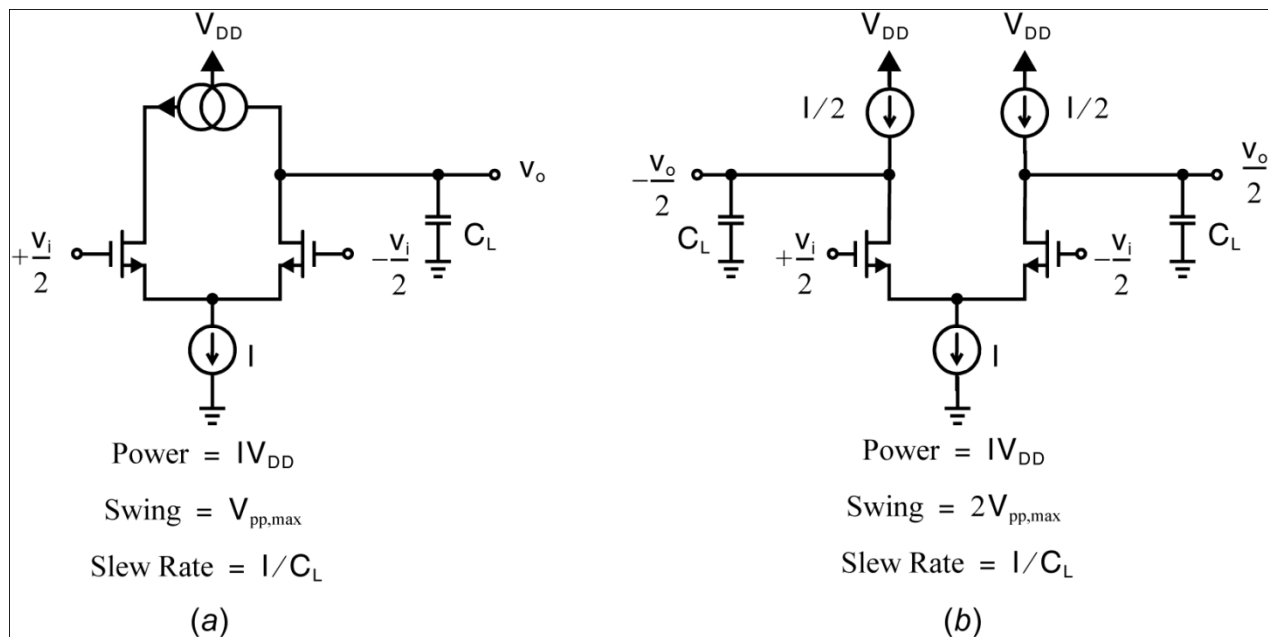 V_DD
v_o
C_L
+v_i/2
-v_i/2
I
Power = IV_DD
Swing = V_pp,max
Slew Rate = I/C_L
(a)
V_DD V_DD
I/2 I/2
-v_o/2
v_o/2
C_L
C_L
+v_i/2
-v_i/2
I
Power = IV_DD
Swing = 2V_pp,max
Slew Rate = I/C_L
(b)